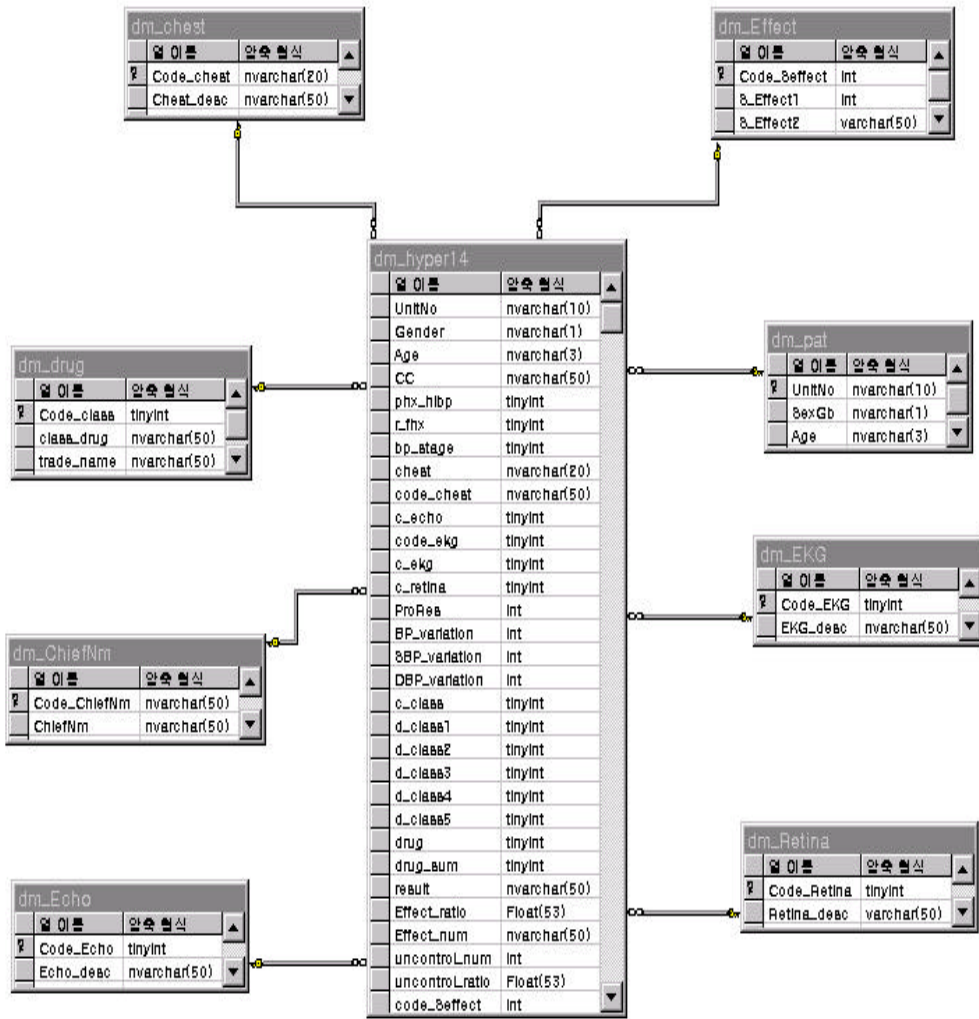 dm_chest
열 이름 압축 형식
Code_chest nvarchar(20)
Chest_desc nvarchar(50)
dm_Effect
열 이름 압축 형식
Code_Seffect int
S_Effect1 int
S_Effect2 varchar(50)
dm_hyper14
열 이름 압축 형식
UnitNo nvarchar(10)
Gender nvarchar(1)
Age nvarchar(3)
CC nvarchar(50)
phx_hibp tinyint
r_fhx tinyint
bp_stage tinyint
chest nvarchar(20)
code_chest nvarchar(50)
c_echo tinyint
code_ekg tinyint
c_ekg tinyint
c_retina tinyint
ProRea int
BP_variation int
SBP_variation int
DBP_variation int
c_class tinyint
d_class1 tinyint
d_class2 tinyint
d_class3 tinyint
d_class4 tinyint
d_class5 tinyint
drug tinyint
drug_sum tinyint
result nvarchar(50)
Effect_ratio Float(53)
Effect_num nvarchar(50)
uncontrol_num int
uncontrol_ratio Float(53)
code_Seffect int
dm_drug
열 이름 압축 형식
Code_class tinyint
class_drug nvarchar(50)
trade_name nvarchar(50)
dm_pat
열 이름 압축 형식
UnitNo nvarchar(10)
SexGb nvarchar(1)
Age nvarchar(3)
dm_ChiefNm
열 이름 압축 형식
Code_ChiefNm nvarchar(50)
ChiefNm nvarchar(50)
dm_EKG
열 이름 압축 형식
Code_EKG tinyint
EKG_desc nvarchar(50)
dm_Echo
열 이름 압축 형식
Code_Echo tinyint
Echo_desc nvarchar(50)
dm_Retina
열 이름 압축 형식
Code_Retina tinyint
Retina_desc varchar(50)